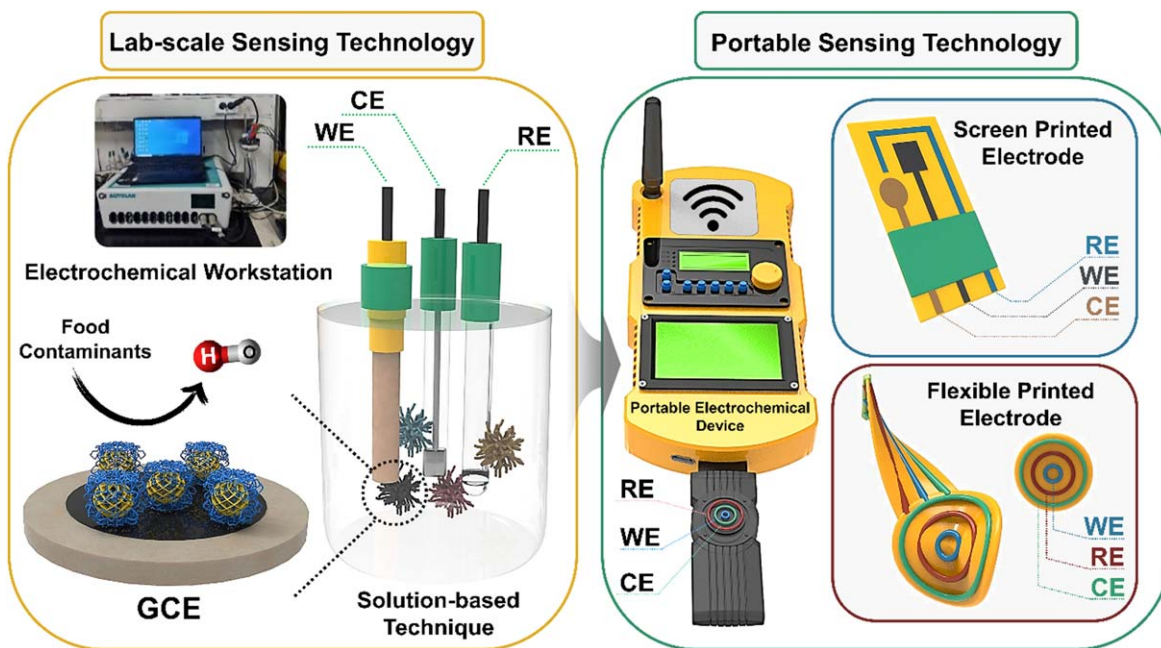 Lab-scale Sensing Technology
Portable Sensing Technology
CE
WE
RE
AUTOLAB
Electrochemical Workstation
Food
Contaminants
H
O
GCE
Solution-based
Technique
Portable Electrochemical
Device
RE
WE
CE
Screen Printed
Electrode
RE
WE
CE
Flexible Printed
Electrode
WE
RE
CE